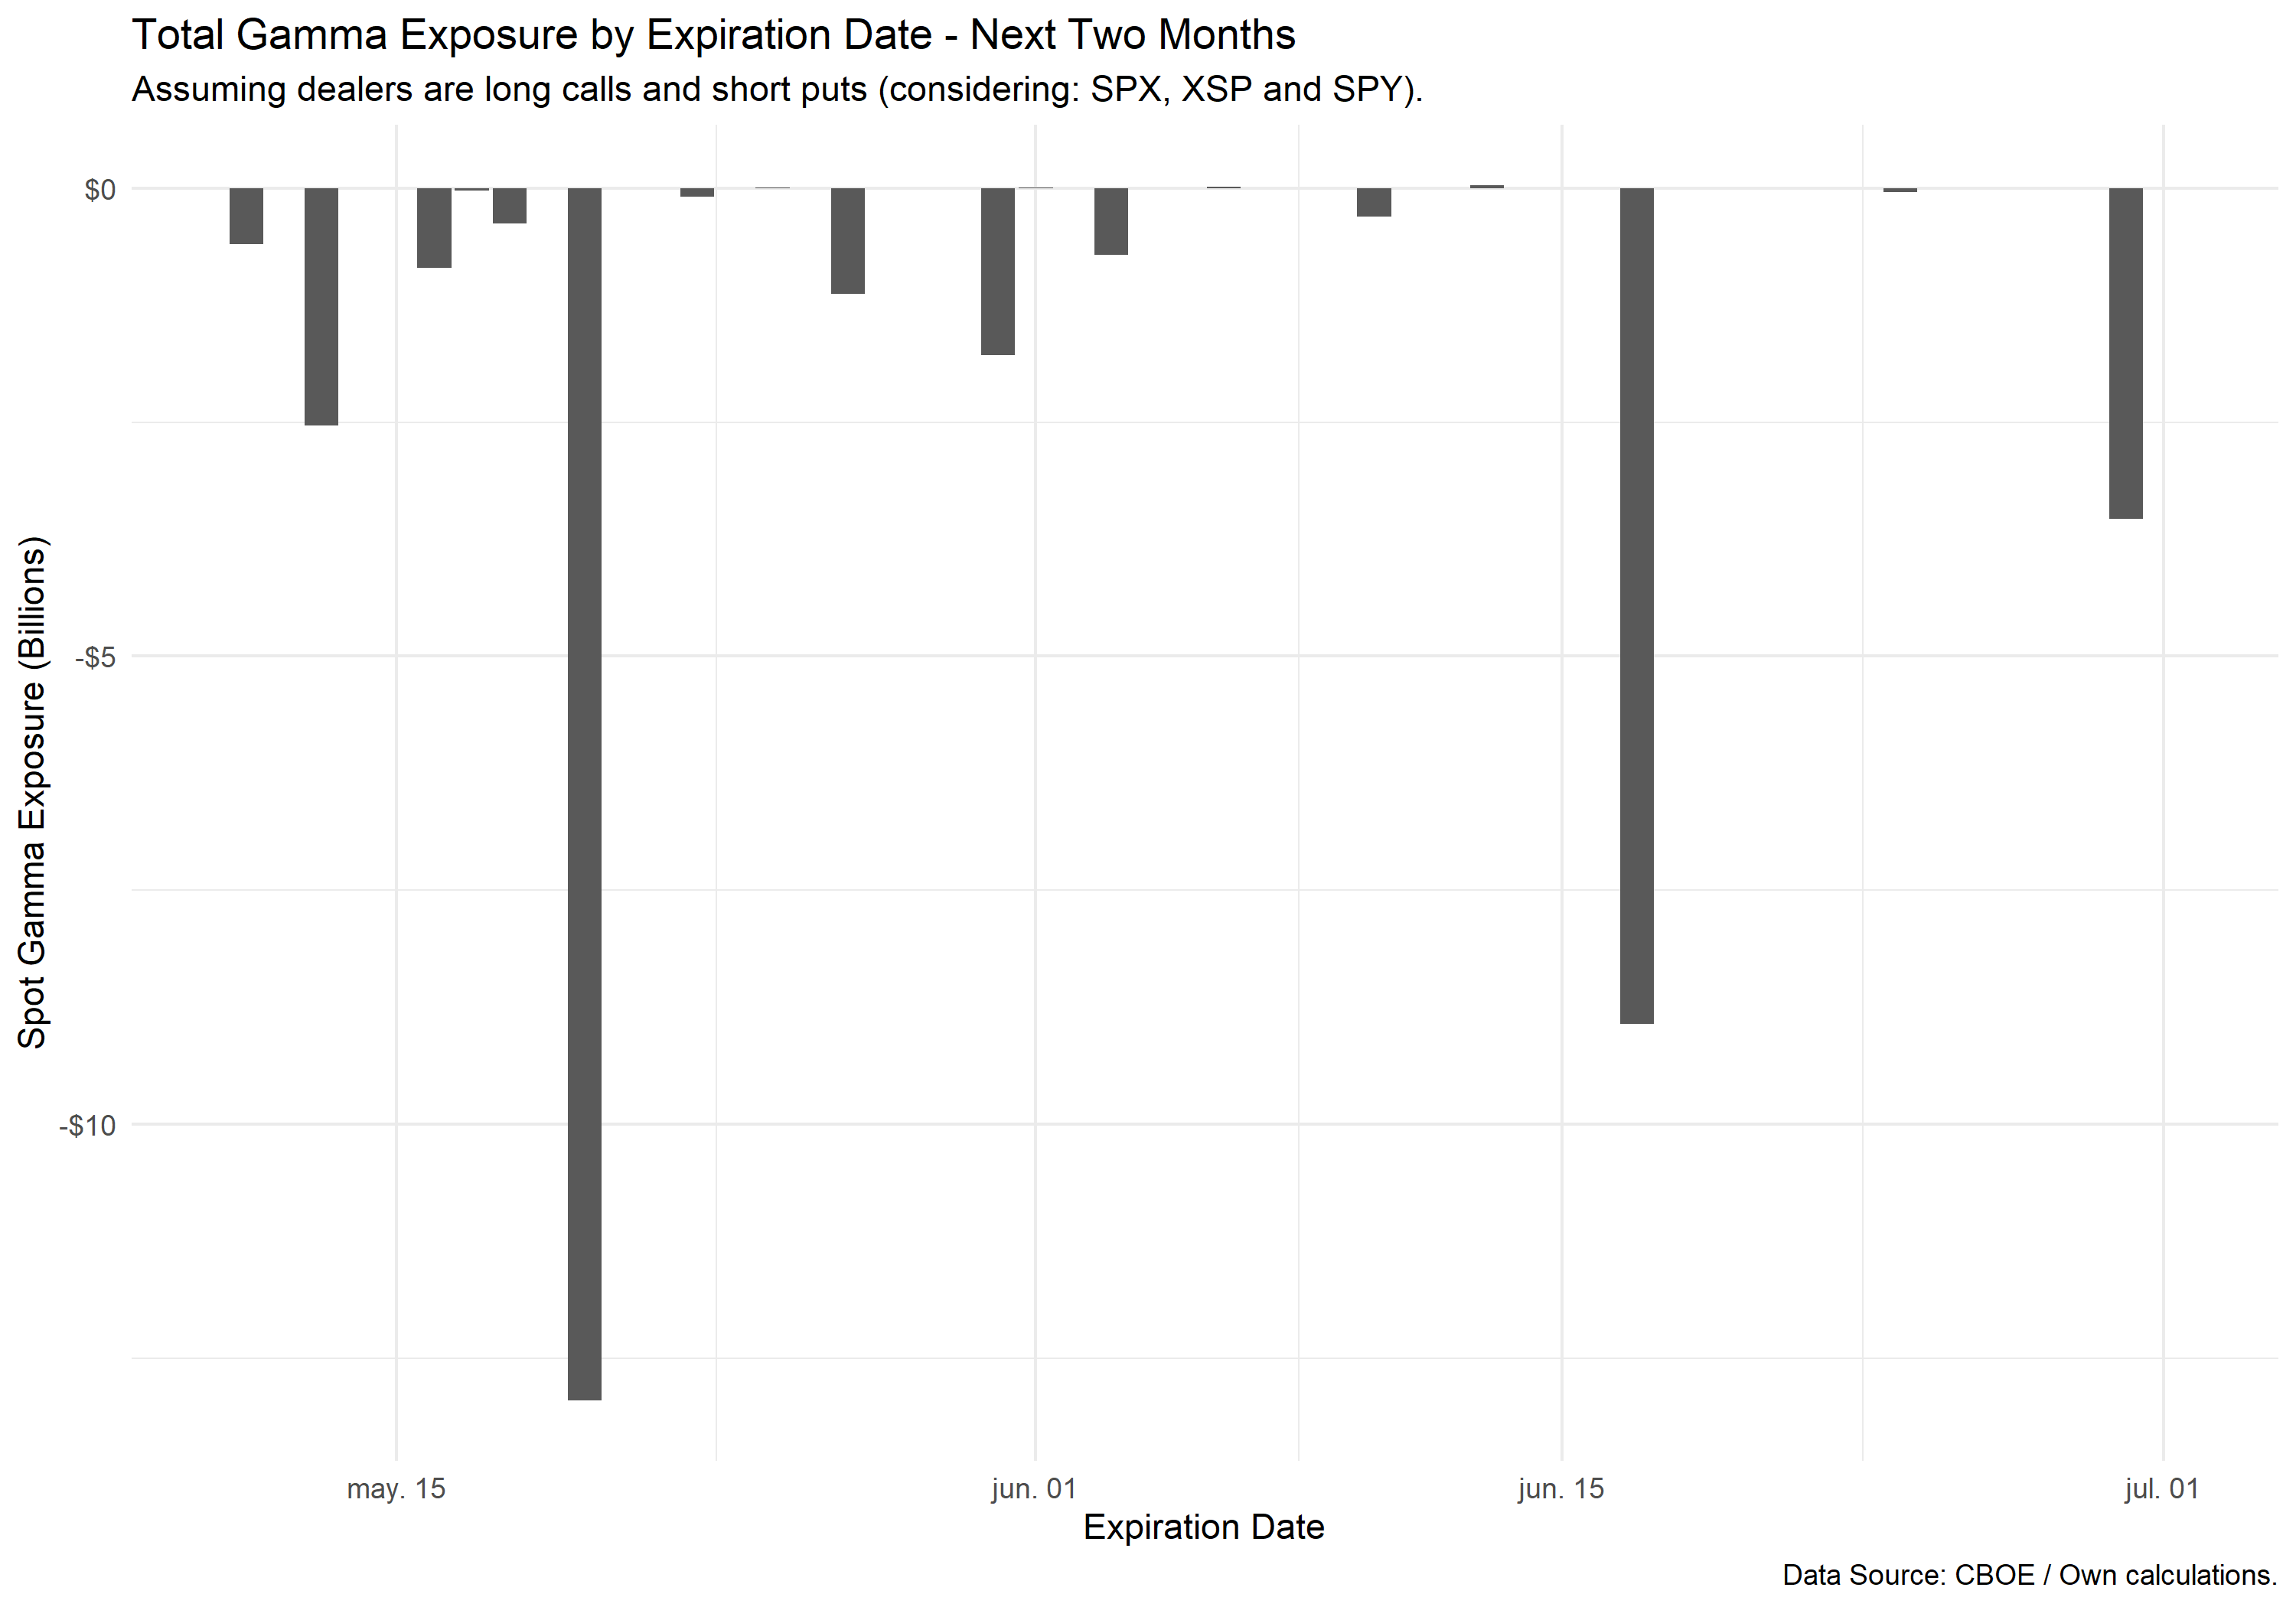 Total Gamma Exposure by Expiration Date - Next Two Months
Assuming dealers are long calls and short puts (considering: SPX, XSP and SPY).
Spot Gamma Exposure (Billions)
$0
-$5
-$10
may. 15
jun. 01
jun. 15
jul. 01
Expiration Date
Data Source: CBOE / Own calculations.